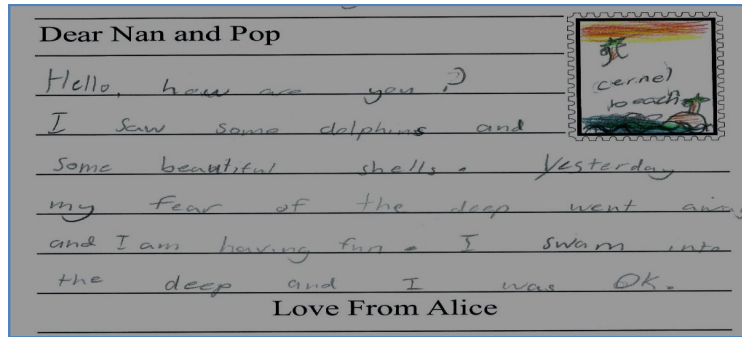 Dear Nan and Pop
cernel
beach
Hello, how are you?
I saw some dolphins and
some beautiful shells. Yesterday
my fear of the deep went away
and I am having fun. I swam into
the deep and I was OK.
Love From Alice